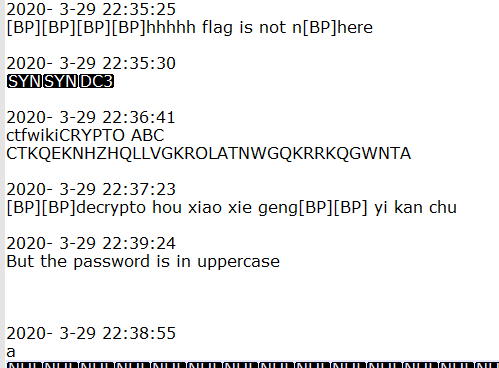 2020- 3-29 22:35:25
[BP][BP][BP][BP]hhhhh flag is not n[BP]here
2020- 3-29 22:35:30
SYNSYNDC3
2020- 3-29 22:36:41
ctfwikiCRYPTO ABC
CTKQEKNHZHQLLVGKROLATNWGQKRRKQGWNTA
2020- 3-29 22:37:23
[BP][BP]decrypto hou xiao xie geng[BP][BP] yi kan chu
2020- 3-29 22:39:24
But the password is in uppercase
2020- 3-29 22:38:55
a